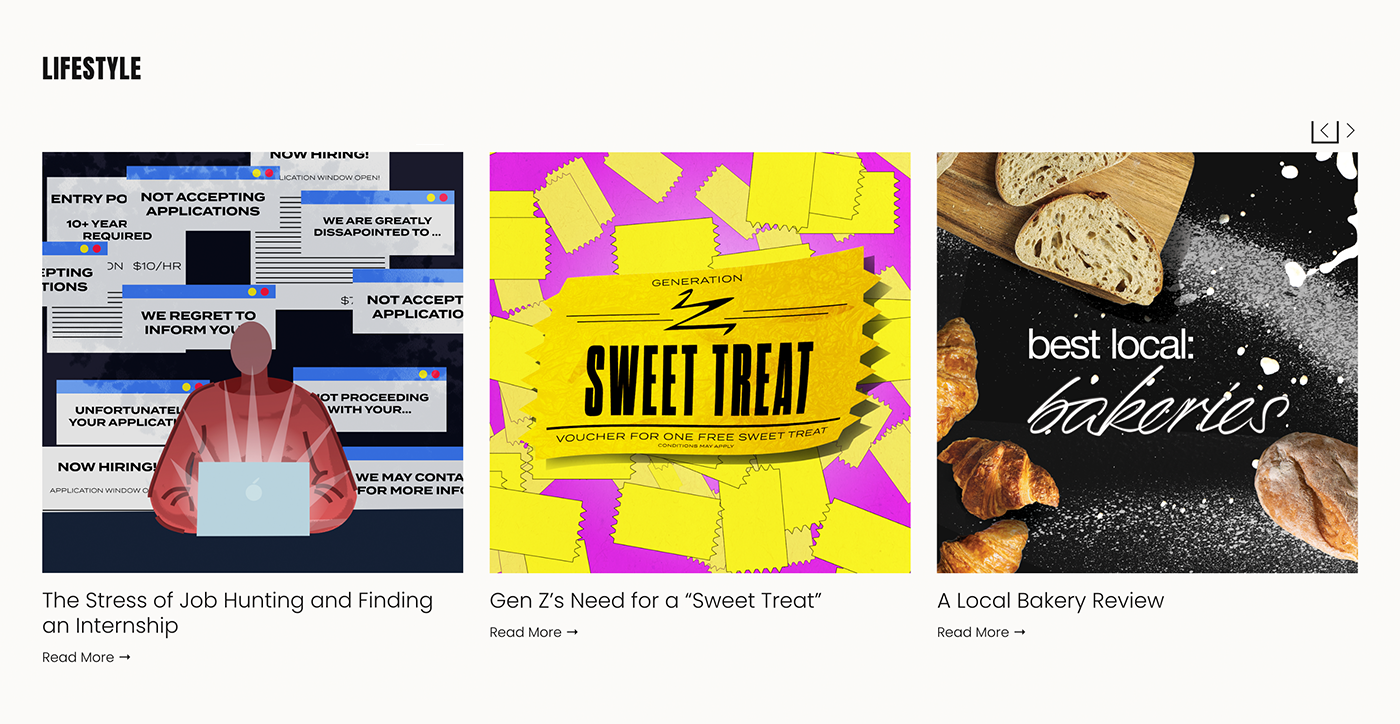 LIFESTYLE
NOW HIRING!
LICATION WINDOW OPEN!
ENTRY PO
10+ YEAR
REQUIRED
ON $10/HR
NOT ACCEPTING
APPLICATIONS
WE ARE GREATLY
DISSAPOINTED TO ...
EPTING
TIONS
WE REGRET TO
INFORM YOU
$7
NOT ACCEPT
APPLICATIO
UNFORTUNATEL
YOUR APPLICATI
NOT PROCEEDING
WITH YOUR...
NOW HIRING!
APPLICATION WINDOW O
WE MAY CONTA
FOR MORE INFO
GENERATION
Z
SWEET TREAT
VOUCHER FOR ONE FREE SWEET TREAT
CONDITIONS MAY APPLY
best local:
bakeries
The Stress of Job Hunting and Finding
an Internship
Read More →
Gen Z’s Need for a “Sweet Treat”
Read More →
A Local Bakery Review
Read More →